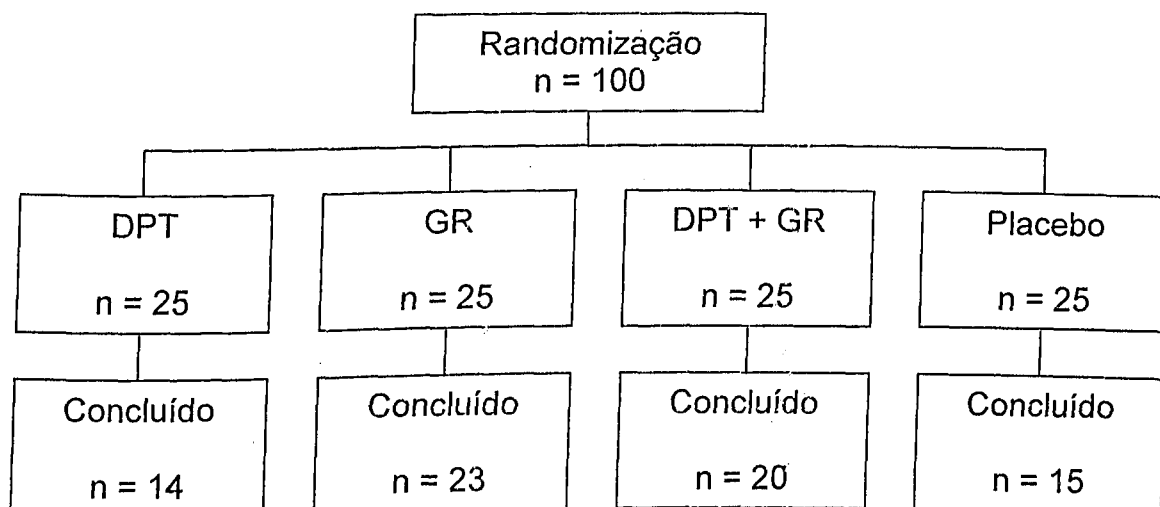 Randomização
n = 100
DPT
n = 25
GR
n = 25
DPT + GR
n = 25
Placebo
n = 25
Concluído
n = 14
Concluído
n = 23
Concluído
n = 20
Concluído
n = 15